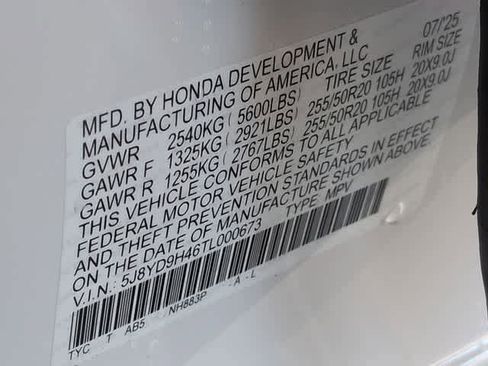 MFD. BY HONDA DEVELOPMENT & 07/25
MANUFACTURING OF AMERICA, LLC RIM SIZE
GVWR 2540KG (5600LBS) TIRE SIZE 20X9.0J
GAWR F 1325KG (2921LBS) 255/50R20 105H 20X9.0J
GAWR R 1255KG (2767LBS) 255/50R20 105H
THIS VEHICLE CONFORMS TO ALL APPLICABLE
FEDERAL MOTOR VEHICLE SAFETY
AND THEFT PREVENTION STANDARDS IN EFFECT
ON THE DATE OF MANUFACTURE SHOWN ABOVE.
V.I.N.: 5J8YD9H46TL000673 TYPE: MPV
TYC T AB5 NH883P -A-L